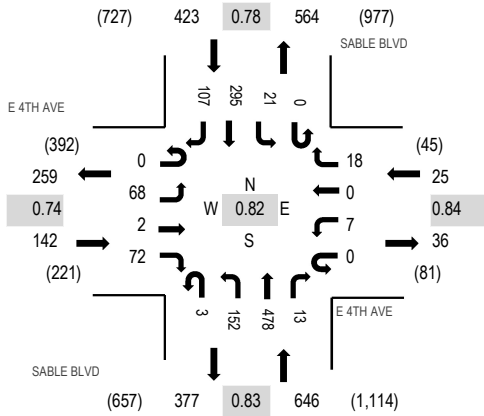 (727) 423 0.78 564 (977)
SABLE BLVD
107 295 21 0
E 4TH AVE
(392) (45)
259 0 18 25
0.74 68 N 0 0.84
W 0.82 E
142 2 S 7 36
(221) 72 0 (81)
3 152 478 13
E 4TH AVE
SABLE BLVD
(657) 377 0.83 646 (1,114)